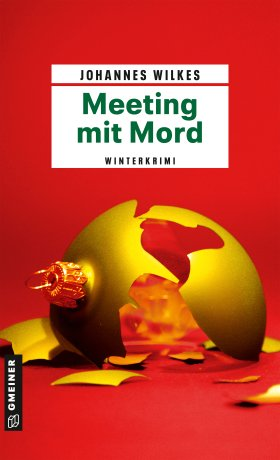 JOHANNES WILKES
Meeting
mit Mord
WINTERKRIMI
GMEINER